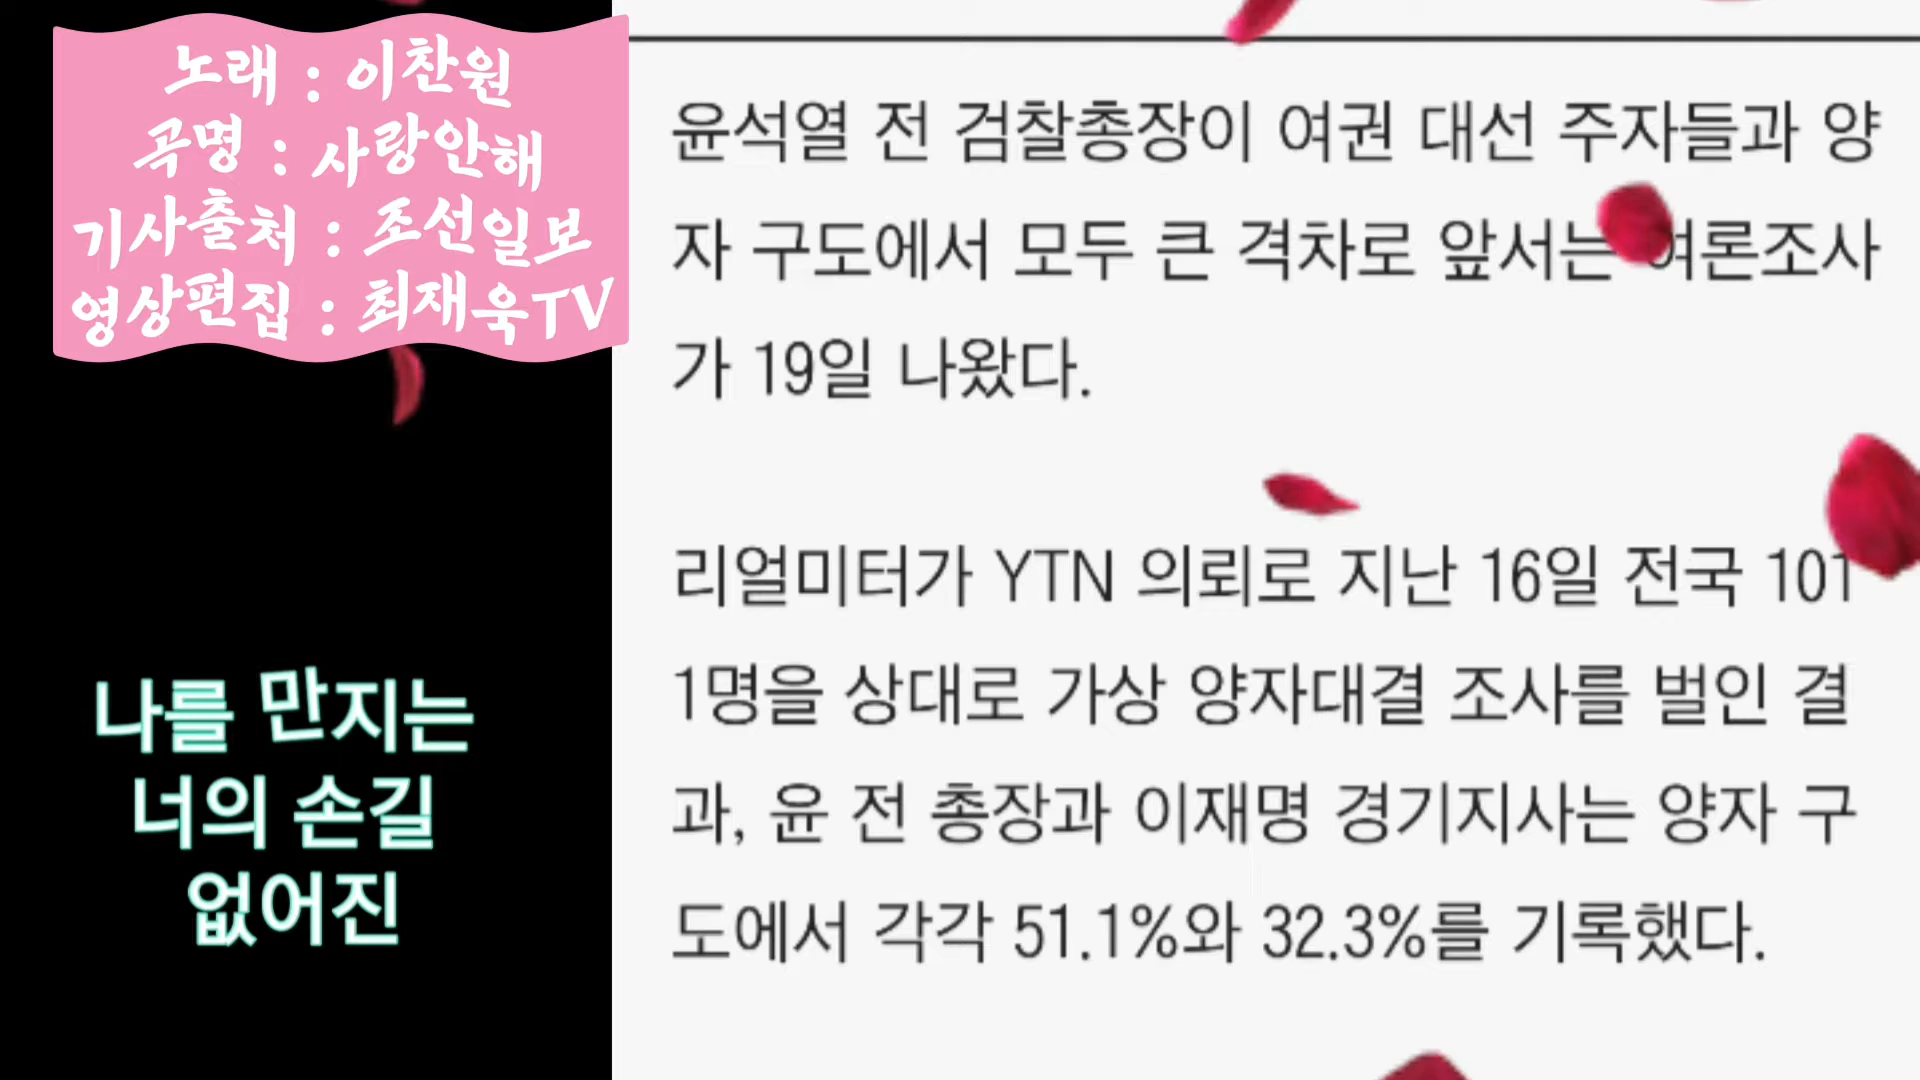 노래 : 이찬원
곡명 : 사랑안해
기사출처 : 조선일보
영상편집 : 최재욱TV
나를 만지는
너의 손길
없어진
윤석열 전 검찰총장이 여권 대선 주자들과 양
자 구도에서 모두 큰 격차로 앞서는 여론조사
가 19일 나왔다.
리얼미터가 YTN 의뢰로 지난 16일 전국 101
1명을 상대로 가상 양자대결 조사를 벌인 결
과, 윤 전 총장과 이재명 경기지사는 양자 구
도에서 각각 51.1%와 32.3%를 기록했다.